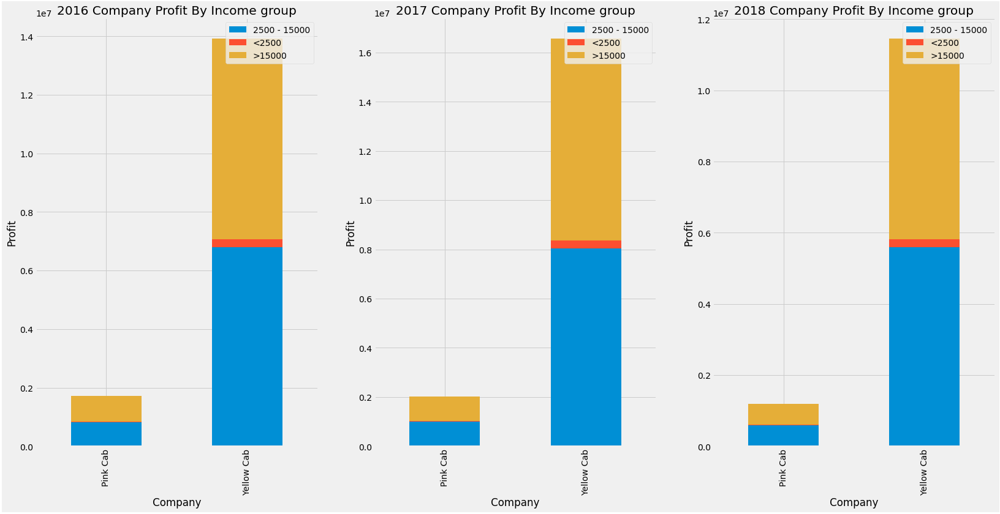 1e7
2016 Company Profit By Income group
2500 - 15000
<2500
>15000
1.4
1.2
1.0
0.8
0.6
0.4
0.2
0.0
Profit
Pink Cab
Yellow Cab
Company
1e7
2017 Company Profit By Income group
2500 - 15000
<2500
>15000
1.6
1.4
1.2
1.0
0.8
0.6
0.4
0.2
0.0
Profit
Pink Cab
Yellow Cab
Company
1e7
2018 Company Profit By Income group
2500 - 15000
<2500
>15000
1.2
1.0
0.8
0.6
0.4
0.2
0.0
Profit
Pink Cab
Yellow Cab
Company